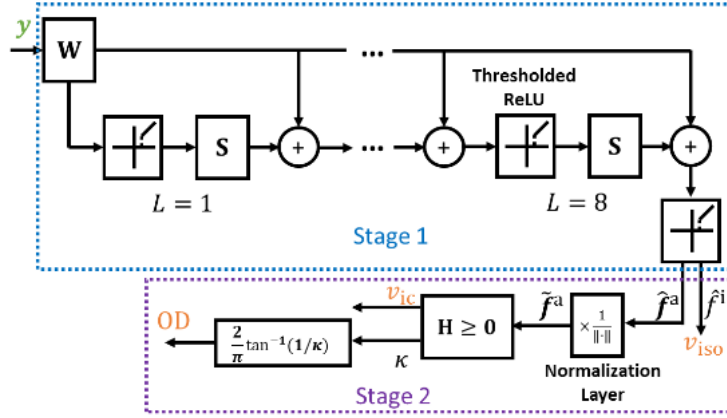 y
W
...
...
Thresholded
ReLU
S
+
...
+
S
+
L = 1
L = 8
Stage 1
OD
v_ic
f̃^a
f̂^a
f̂^i
v_iso
2/π tan⁻¹(1/κ)
κ
H ≥ 0
× 1/‖·‖
Normalization
Layer
Stage 2